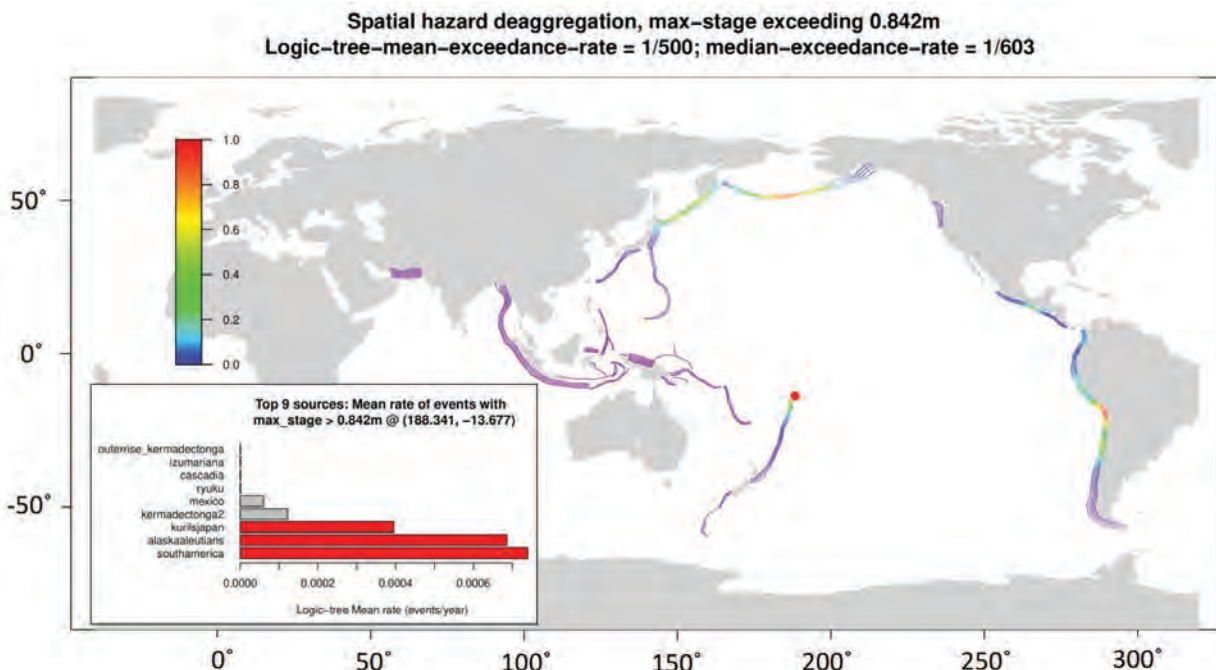 Spatial hazard deaggregation, max−stage exceeding 0.842m
Logic−tree−mean−exceedance−rate = 1/500; median−exceedance−rate = 1/603
50°
0°
-50°
1.0
0.8
0.6
0.4
0.2
0.0
Top 9 sources: Mean rate of events with
max_stage > 0.842m @ (188.341, −13.677)
outerrise_kermadectonga
izumariana
cascadia
ryuku
mexico
kermadectonga2
kurilsjapan
alaskaaleutians
southamerica
0.0000 0.0002 0.0004 0.0006
Logic−tree Mean rate (events/year)
0° 50° 100° 150° 200° 250° 300°